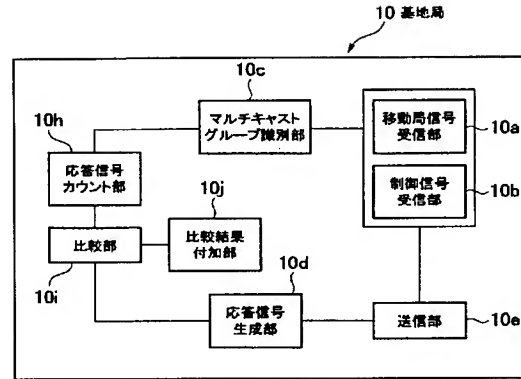 10 基地局
10c
マルチキャスト
グループ識別部
移動局信号
受信部
10a
制御信号
受信部
10b
10h
応答信号
カウント部
10j
比較部
比較結果
付加部
10i
10d
応答信号
生成部
送信部
10e